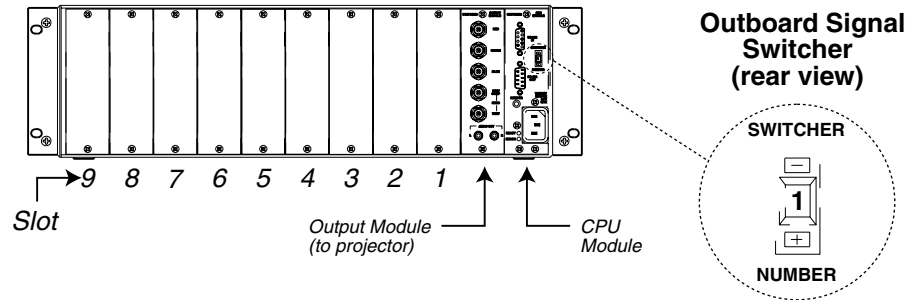 Outboard Signal
Switcher
(rear view)
SWITCHER
1
NUMBER
9 8 7 6 5 4 3 2 1
Slot
Output Module
(to projector)
CPU
Module